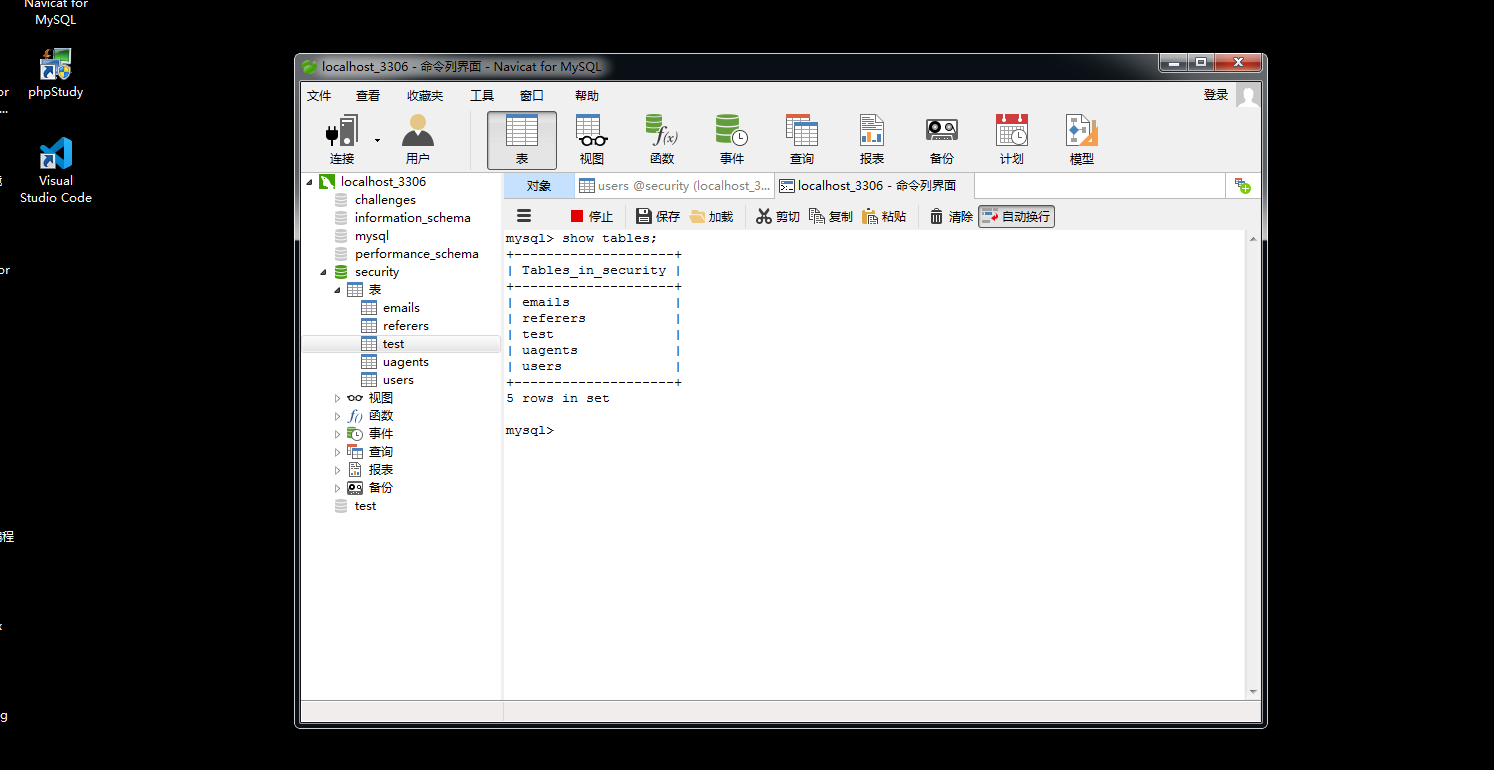 Navicat for
MySQL
phpStudy
Visual
Studio Code
or
...
or
程
x
g
localhost_3306 - 命令列界面 - Navicat for MySQL
文件 查看 收藏夹 工具 窗口 帮助 登录
连接 用户 表 视图 函数 事件 查询 报表 备份 计划 模型
localhost_3306
challenges
information_schema
mysql
performance_schema
security
表
emails
referers
test
uagents
users
视图
函数
事件
查询
报表
备份
test
对象 users @security (localhost_3... localhost_3306 - 命令列界面
停止 保存 加载 剪切 复制 粘贴 清除 自动换行
mysql> show tables;
+--------------------+
| Tables_in_security |
+--------------------+
| emails             |
| referers           |
| test               |
| uagents            |
| users              |
+--------------------+
5 rows in set
mysql>